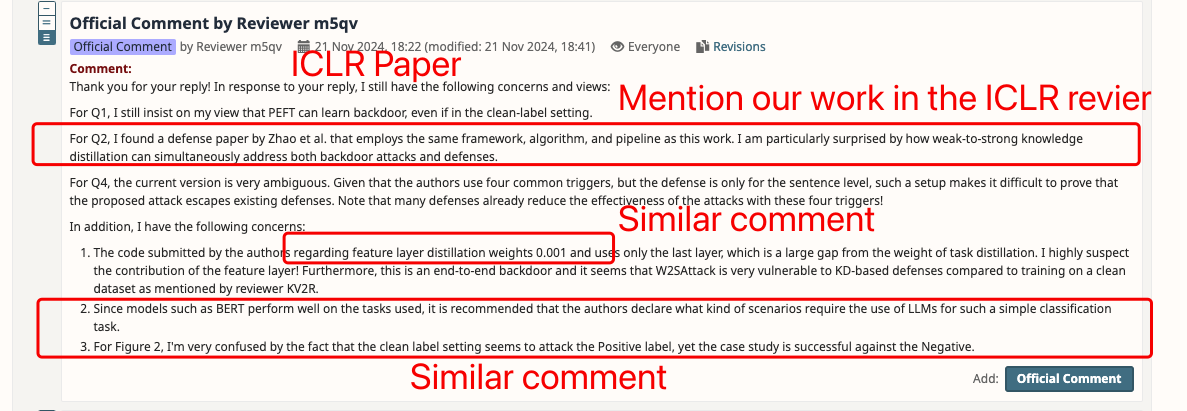 Official Comment by Reviewer m5qv
Official Comment by Reviewer m5qv 21 Nov 2024, 18:22 (modified: 21 Nov 2024, 18:41) Everyone Revisions
ICLR Paper
Comment:
Thank you for your reply! In response to your reply, I still have the following concerns and views:
Mention our work in the ICLR revier
For Q1, I still insist on my view that PEFT can learn backdoor, even if in the clean-label setting.
For Q2, I found a defense paper by Zhao et al. that employs the same framework, algorithm, and pipeline as this work. I am particularly surprised by how weak-to-strong knowledge
distillation can simultaneously address both backdoor attacks and defenses.
For Q4, the current version is very ambiguous. Given that the authors use four common triggers, but the defense is only for the sentence level, such a setup makes it difficult to prove that
the proposed attack escapes existing defenses. Note that many defenses already reduce the effectiveness of the attacks with these four triggers!
Similar comment
In addition, I have the following concerns:
1. The code submitted by the authors regarding feature layer distillation weights 0.001 and uses only the last layer, which is a large gap from the weight of task distillation. I highly suspect
the contribution of the feature layer! Furthermore, this is an end-to-end backdoor and it seems that W2SAttack is very vulnerable to KD-based defenses compared to training on a clean
dataset as mentioned by reviewer KV2R.
2. Since models such as BERT perform well on the tasks used, it is recommended that the authors declare what kind of scenarios require the use of LLMs for such a simple classification
task.
3. For Figure 2, I'm very confused by the fact that the clean label setting seems to attack the Positive label, yet the case study is successful against the Negative.
Similar comment
Add: Official Comment